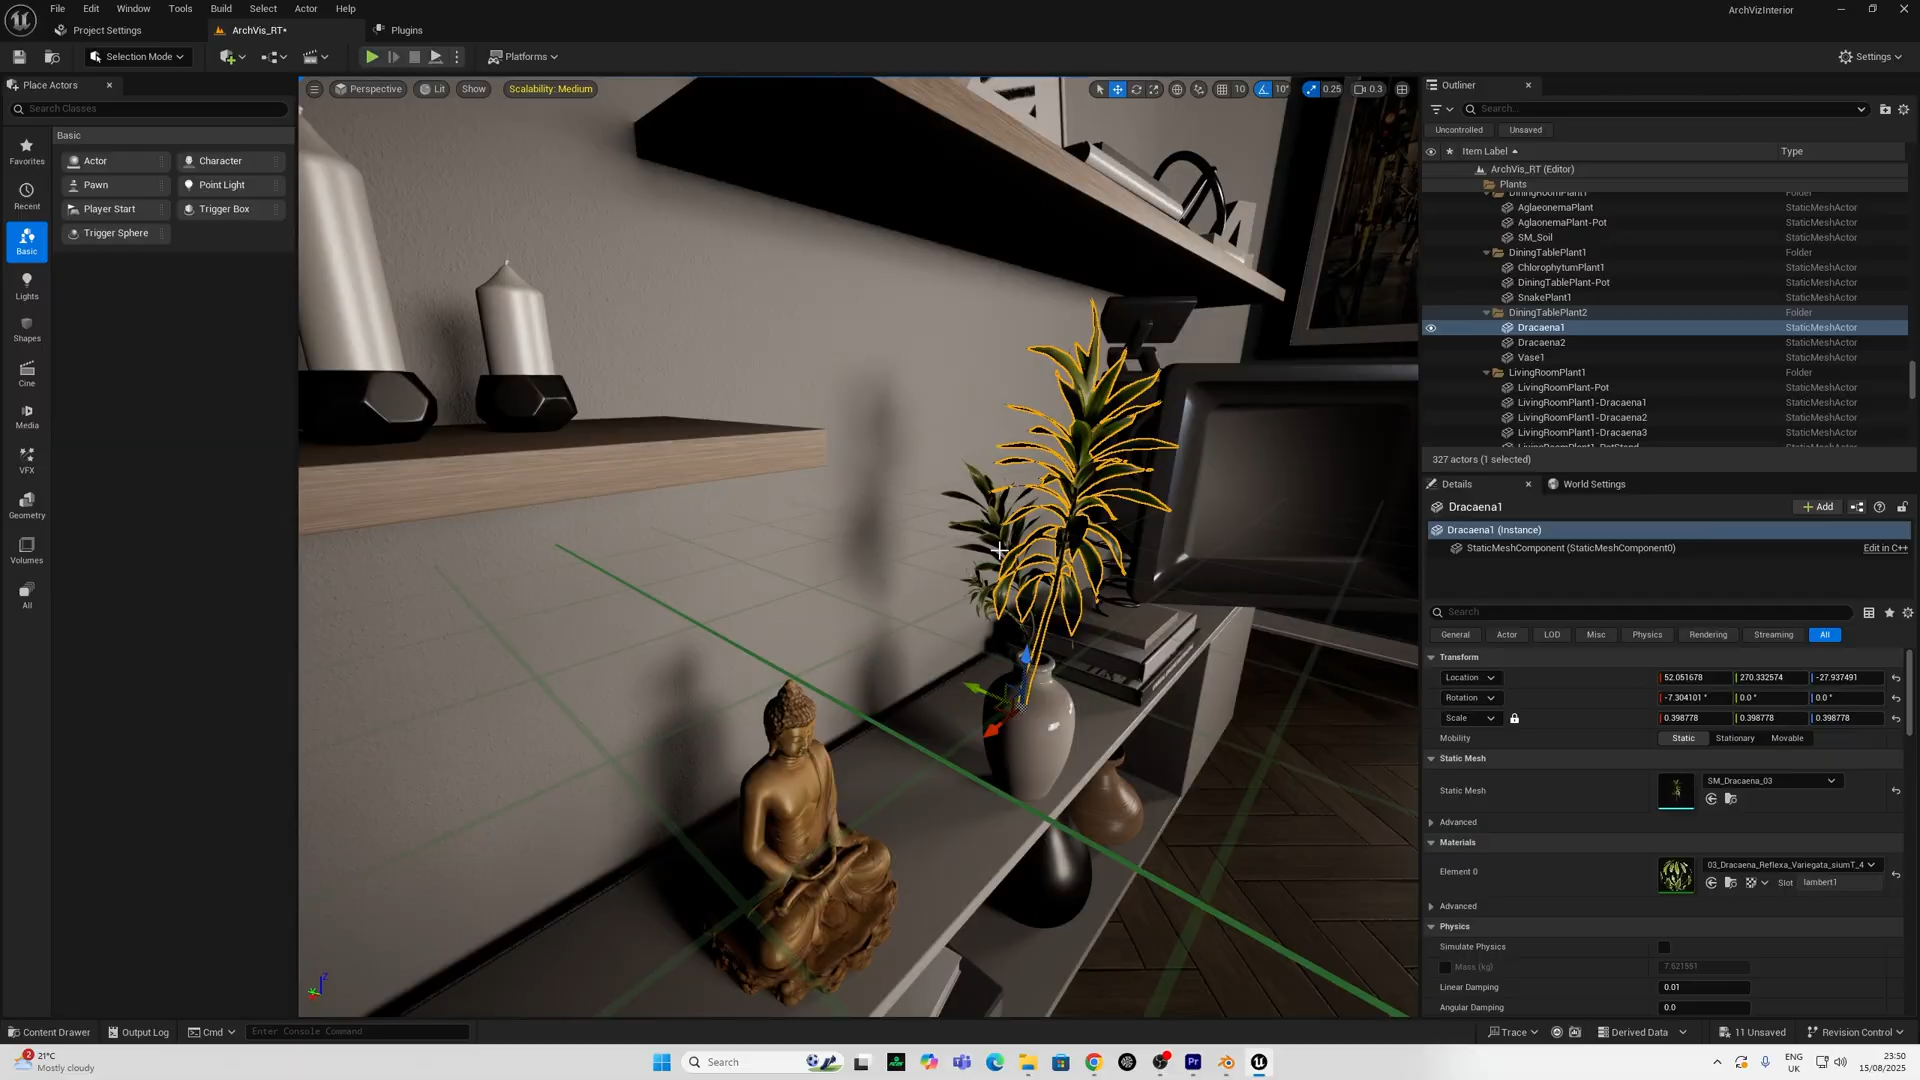 File Edit Window Tools Build Select Actor Help
ArchVizInterior
Project Settings
ArchVis_RT*
Plugins
Selection Mode
Platforms
Settings
Place Actors
Search Classes
Favorites
Recent
Basic
Lights
Shapes
Cine
Media
VFX
Geometry
Volumes
All
Basic
Actor
Character
Pawn
Point Light
Player Start
Trigger Box
Trigger Sphere
Perspective
Lit
Show
Scalability: Medium
10
10°
0.25
0.3
Outliner
Search...
Uncontrolled
Unsaved
Item Label
Type
ArchVis_RT (Editor)
Plants
DiningRoomPlant1 Folder
AglaeonemaPlant StaticMeshActor
AglaonemaPlant-Pot StaticMeshActor
SM_Soil StaticMeshActor
DiningTablePlant1 Folder
ChlorophytumPlant1 StaticMeshActor
DiningTablePlant-Pot StaticMeshActor
SnakePlant1 StaticMeshActor
DiningTablePlant2 Folder
Dracaena1 StaticMeshActor
Dracaena2 StaticMeshActor
Vase1 StaticMeshActor
LivingRoomPlant1 Folder
LivingRoomPlant-Pot StaticMeshActor
LivingRoomPlant1-Dracaena1 StaticMeshActor
LivingRoomPlant1-Dracaena2 StaticMeshActor
LivingRoomPlant1-Dracaena3 StaticMeshActor
327 actors (1 selected)
Details
World Settings
Dracaena1
Add
Dracaena1 (Instance)
StaticMeshComponent (StaticMeshComponent0)
Edit in C++
Search
General Actor LOD Misc Physics Rendering Streaming All
Transform
Location 52.051678 270.332574 -27.937491
Rotation -7.304101 ° 0.0 ° 0.0 °
Scale 0.398778 0.398778 0.398778
Mobility Static Stationary Movable
Static Mesh
Static Mesh
SM_Dracaena_03
Advanced
Materials
Element 0
03_Dracaena_Reflexa_Variegata_siumT_4
Slot lambert1
Advanced
Physics
Simulate Physics
Mass (kg) 7.621551
Linear Damping 0.01
Angular Damping 0.0
Content Drawer
Output Log
Cmd
Enter Console Command
Trace
Derived Data
11 Unsaved
Revision Control
2
21°C
Mostly cloudy
Search
ENG
UK
23:50
15/08/2025